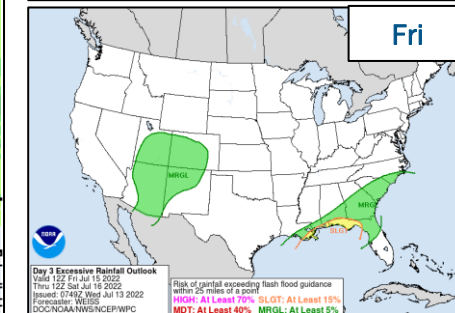 Fri
MRGL
MRG
SLGT
NOAA
Day 3 Excessive Rainfall Outlook
Valid 12Z Fri Jul 15 2022
Thru 12Z Sat Jul 16 2022
Issued: 0749Z Wed Jul 13 2022
Forecaster: WEISS
DOC/NOAA/NWS/NCEP/WPC
Risk of rainfall exceeding flash flood guidance
within 25 miles of a point
HIGH: At Least 70% SLGT: At Least 15%
MDT: At Least 40% MRGL: At Least 5%